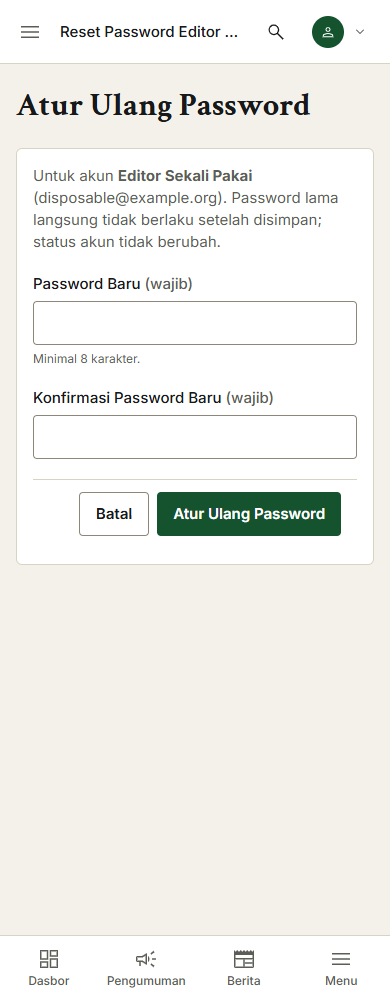 Reset Password Editor ...
Atur Ulang Password
Untuk akun Editor Sekali Pakai
(disposable@example.org). Password lama
langsung tidak berlaku setelah disimpan;
status akun tidak berubah.
Password Baru (wajib)
Minimal 8 karakter.
Konfirmasi Password Baru (wajib)
Batal
Atur Ulang Password
Dasbor
Pengumuman
Berita
Menu